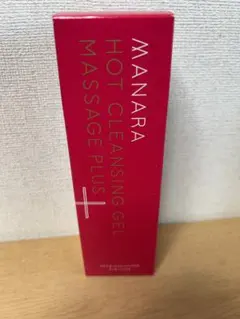 MANARA
HOT CLEANSING GEL
MASSAGE PLUS